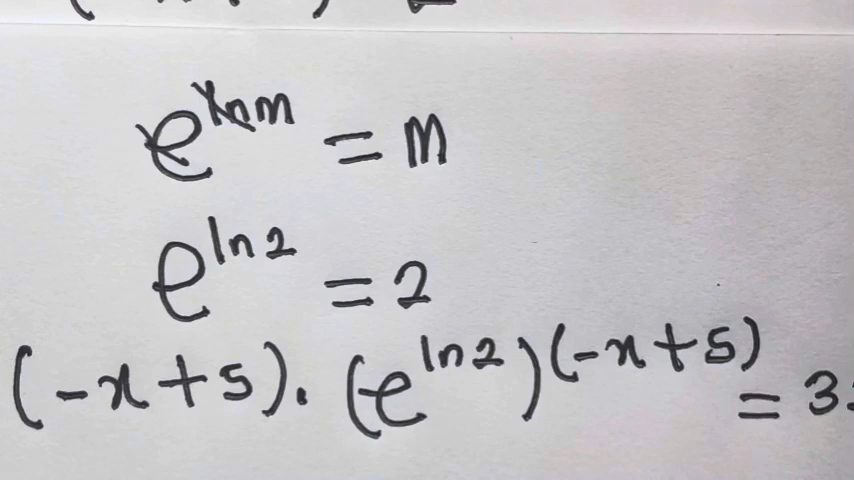 e^{ln m} = m
e^{ln 2} = 2
(-x+5).(e^{ln 2})^{(-x+5)} = 3